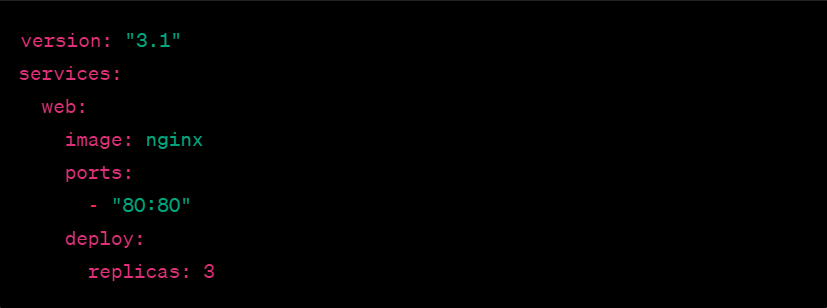 version: "3.1"
services:
  web:
    image: nginx
    ports:
      - "80:80"
    deploy:
      replicas: 3